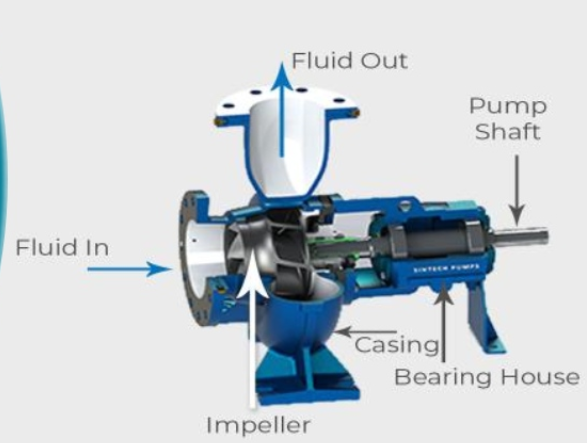 Fluid Out
Pump
Shaft
Fluid In
SINTECH PUMPS
Casing
Bearing House
Impeller